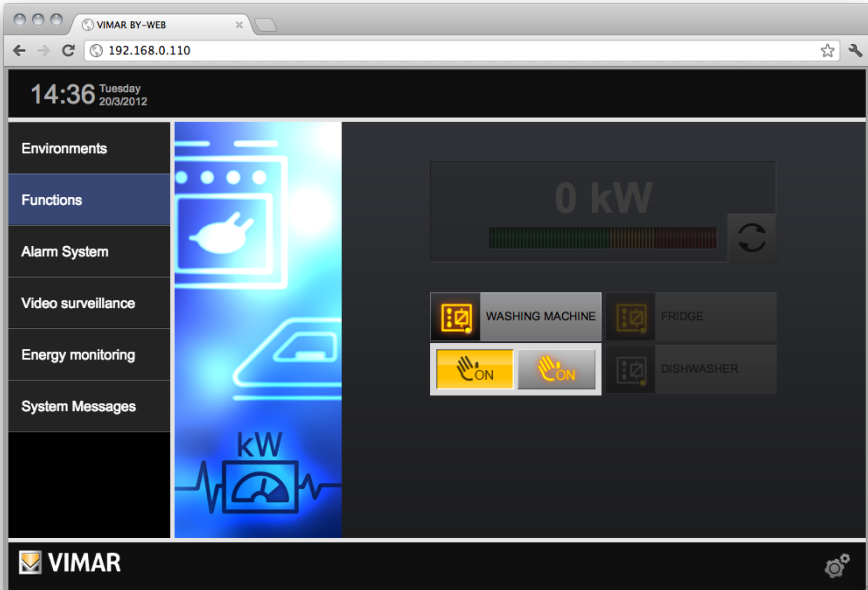 VIMAR BY-WEB
192.168.0.110
14:36 Tuesday
20/3/2012
Environments
Functions
Alarm System
Video surveillance
Energy monitoring
System Messages
kW
0 kW
WASHING MACHINE
FRIDGE
ON
ON
DISHWASHER
VIMAR